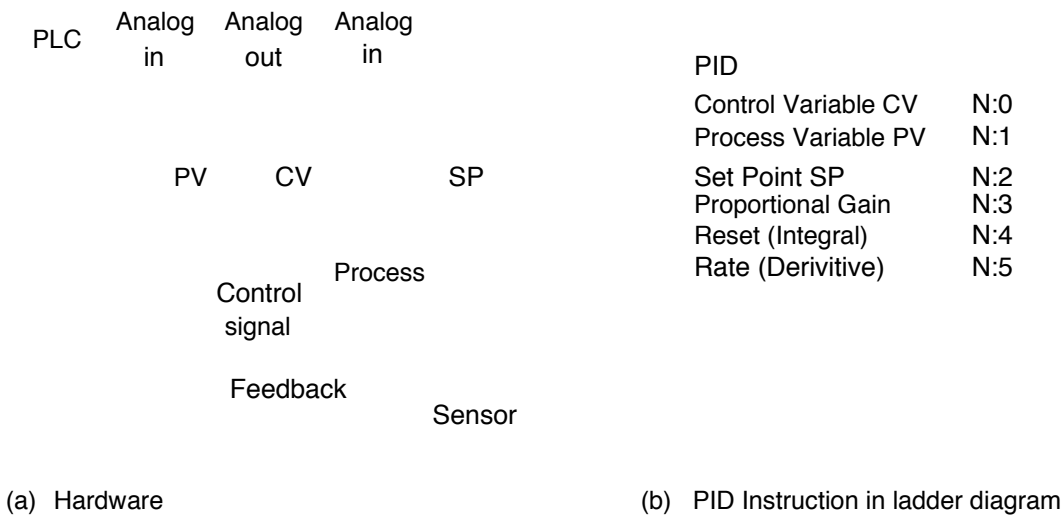 PLC
Analog
in
Analog
out
Analog
in
PV
CV
SP
Process
Control
signal
Feedback
Sensor
(a) Hardware
PID
Control Variable CV N:0
Process Variable PV N:1
Set Point SP N:2
Proportional Gain N:3
Reset (Integral) N:4
Rate (Derivitive) N:5
(b) PID Instruction in ladder diagram